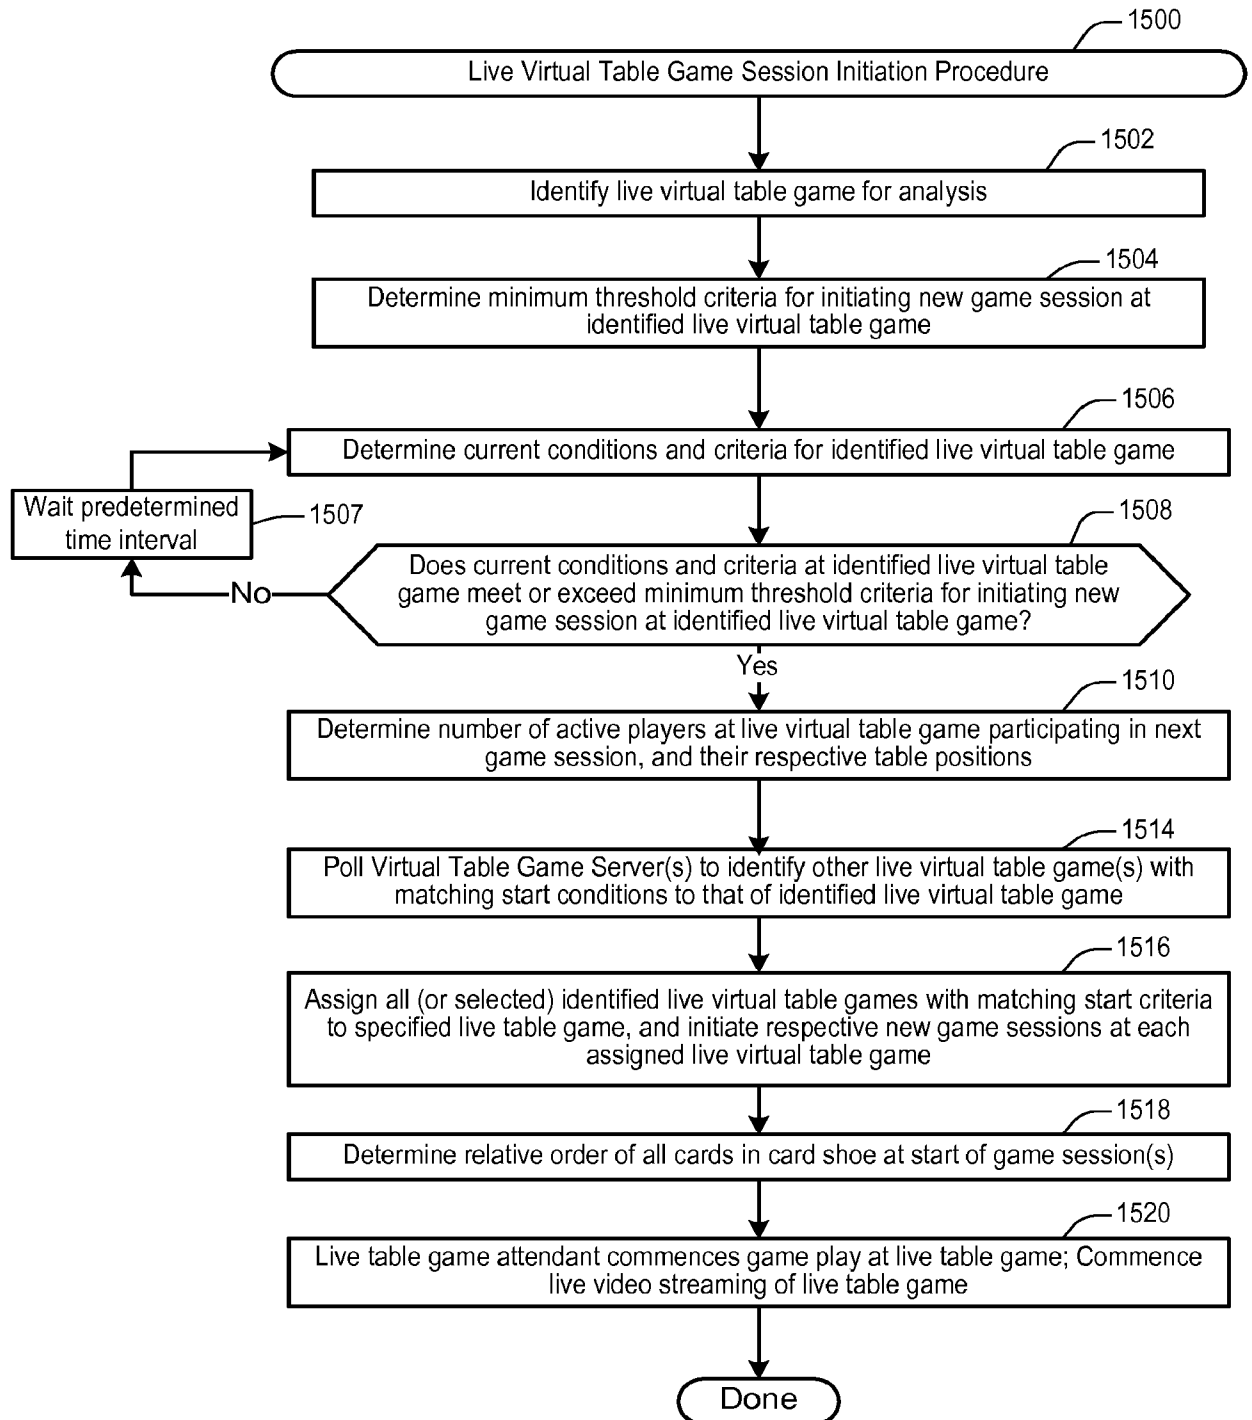 1500
Live Virtual Table Game Session Initiation Procedure
1502
Identify live virtual table game for analysis
1504
Determine minimum threshold criteria for initiating new game session at
identified live virtual table game
1506
Determine current conditions and criteria for identified live virtual table game
Wait predetermined
time interval
1507
1508
Does current conditions and criteria at identified live virtual table
game meet or exceed minimum threshold criteria for initiating new
game session at identified live virtual table game?
No
Yes
1510
Determine number of active players at live virtual table game participating in next
game session, and their respective table positions
1514
Poll Virtual Table Game Server(s) to identify other live virtual table game(s) with
matching start conditions to that of identified live virtual table game
1516
Assign all (or selected) identified live virtual table games with matching start criteria
to specified live table game, and initiate respective new game sessions at each
assigned live virtual table game
1518
Determine relative order of all cards in card shoe at start of game session(s)
1520
Live table game attendant commences game play at live table game; Commence
live video streaming of live table game
Done